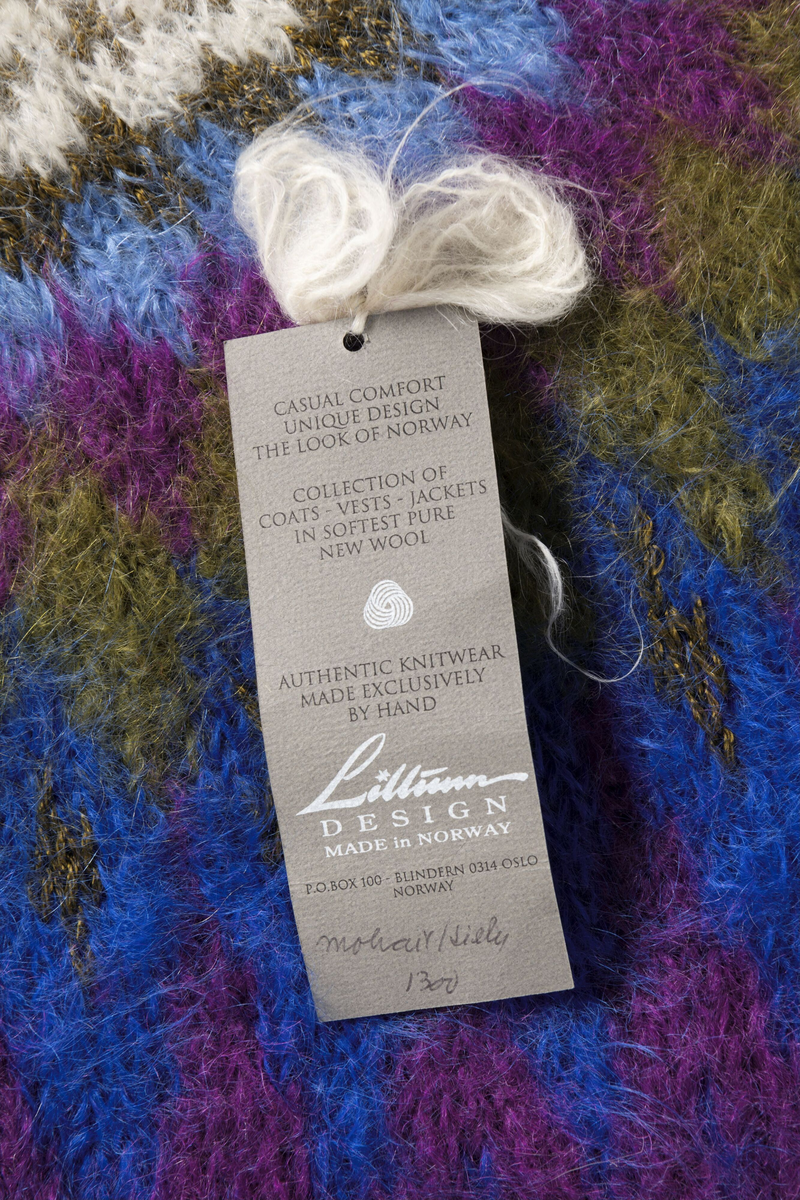 CASUAL COMFORT
UNIQUE DESIGN
THE LOOK OF NORWAY
COLLECTION OF
COATS - VESTS - JACKETS
IN SOFTEST PURE
NEW WOOL
AUTHENTIC KNITWEAR
MADE EXCLUSIVELY
BY HAND
Lillunn
DESIGN
MADE in NORWAY
P.O.BOX 100 - BLINDERN 0314 OSLO
NORWAY
mohair/
1300